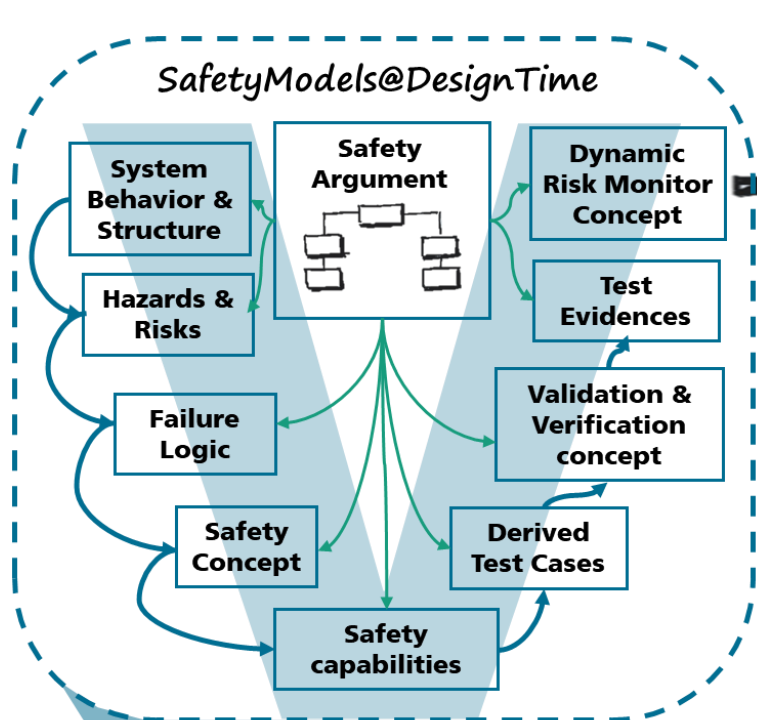 SafetyModels@DesignTime
System
Behavior &
Structure
Safety
Argument
Dynamic
Risk Monitor
Concept
Hazards &
Risks
Test
Evidences
Failure
Logic
Validation &
Verification
concept
Safety
Concept
Derived
Test Cases
Safety
capabilities